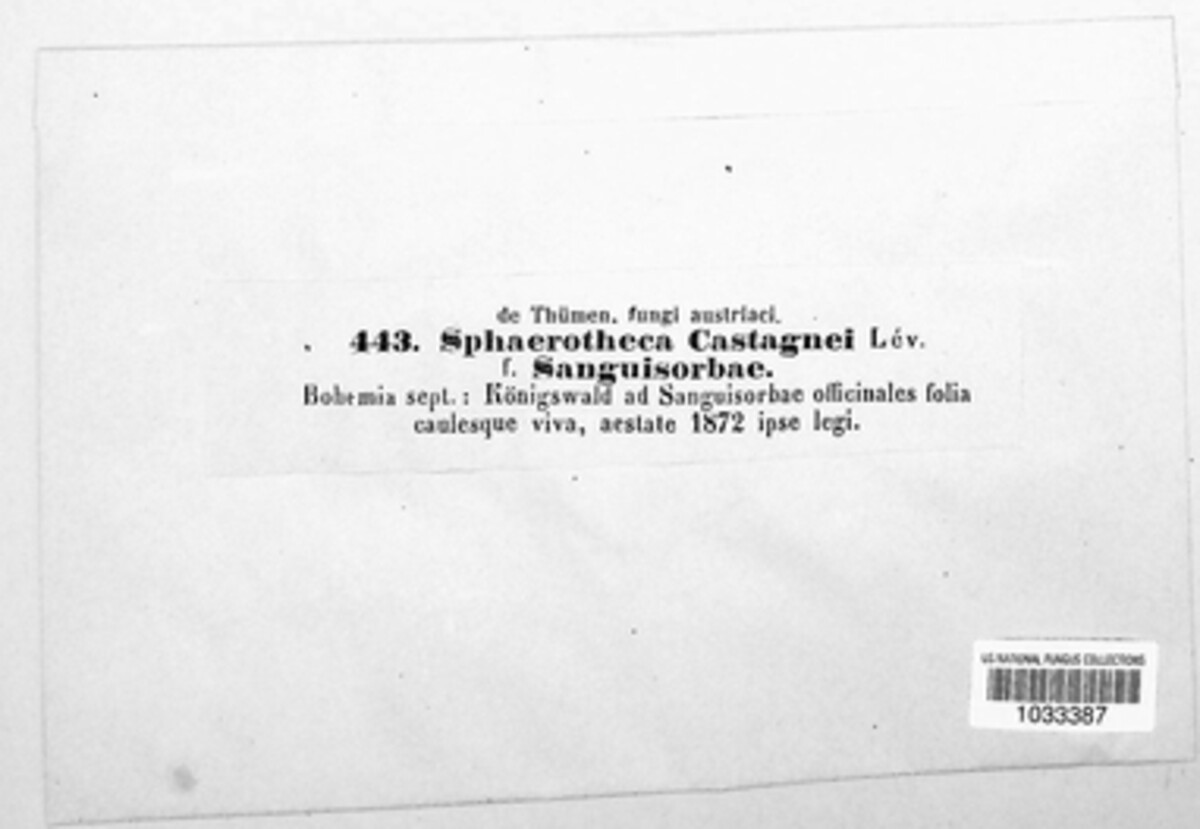 de Thümen, fungi austriaci.
443. Sphaerotheca Castagnei Lév.
f. Sanguisorbae.
Bohemia sept.: Königswald ad Sanguisorbae officinales folia
caulesque viva, aestate 1872 ipse legi.
U.S. NATIONAL FUNGUS COLLECTIONS
1033387